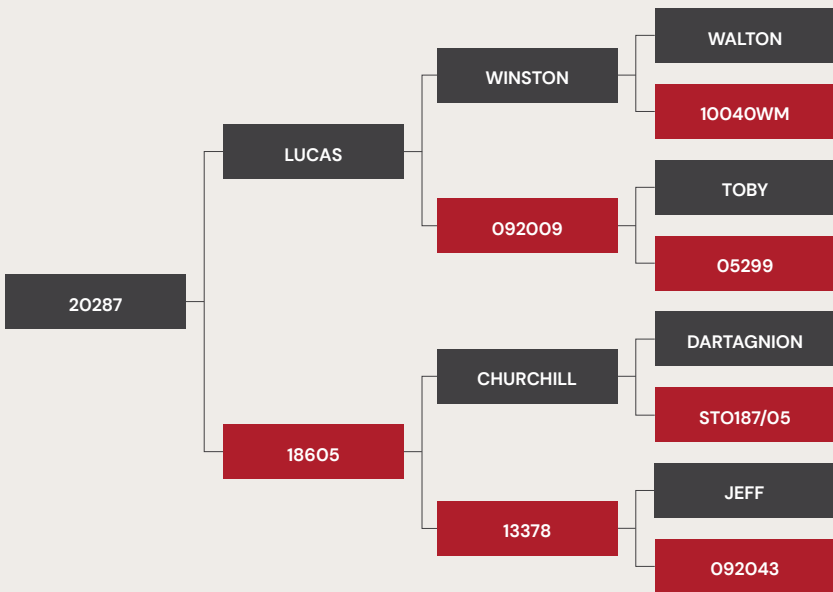 WALTON
WINSTON
10040WM
LUCAS
TOBY
092009
05299
20287
DARTAGNION
CHURCHILL
STO187/05
18605
JEFF
13378
092043